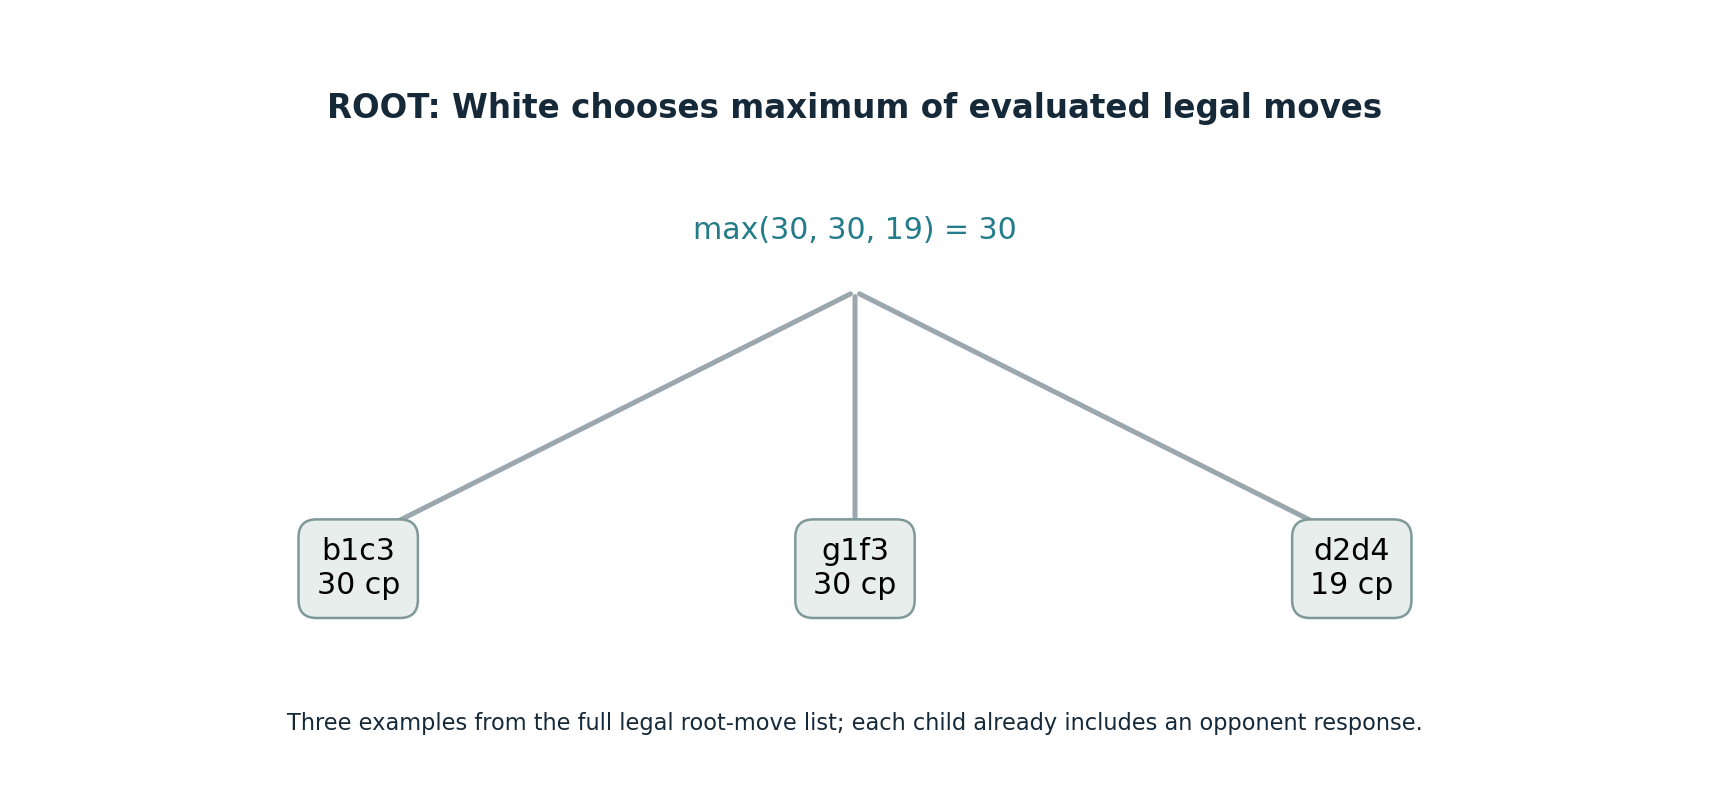 ROOT: White chooses maximum of evaluated legal moves
max(30, 30, 19) = 30
b1c3
30 cp
g1f3
30 cp
d2d4
19 cp
Three examples from the full legal root-move list; each child already includes an opponent response.